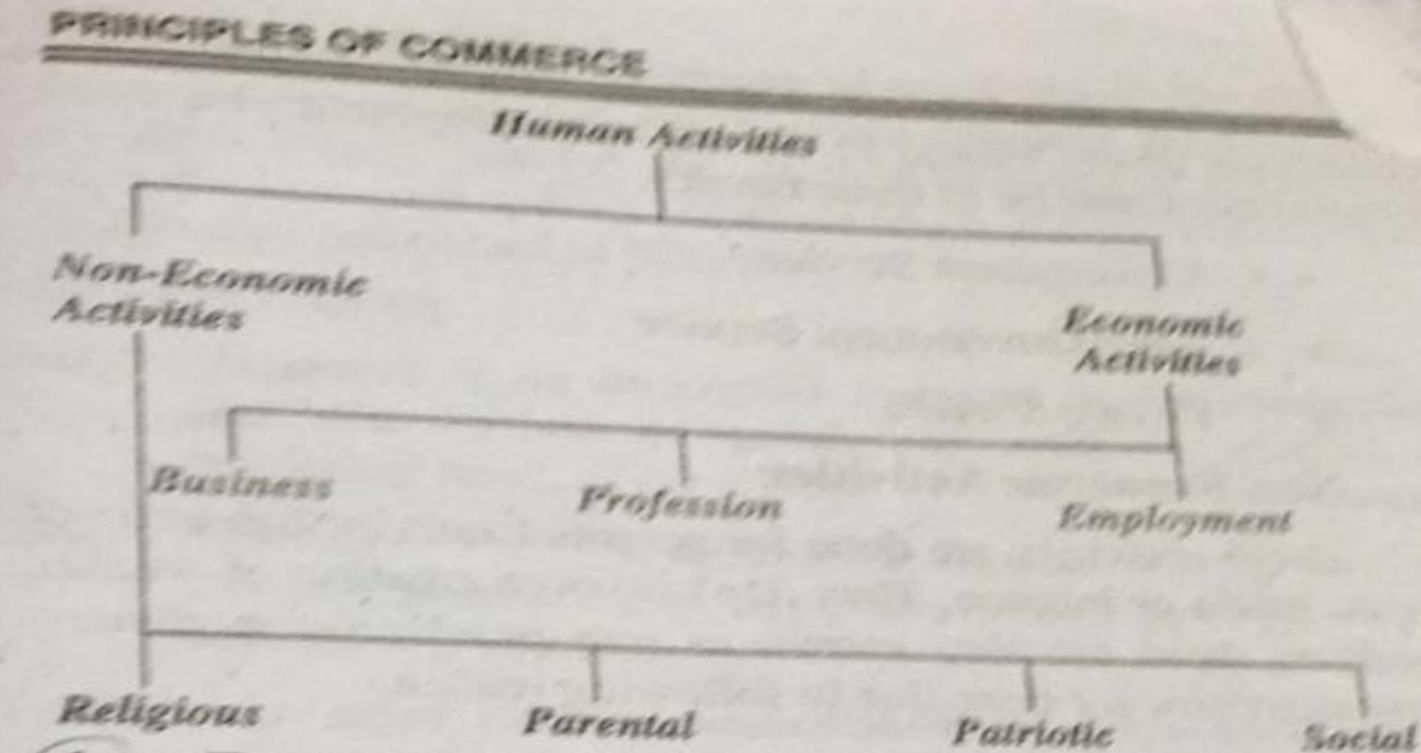 PRINCIPLES OF COMMERCE
Human Activities
Non-Economic
Activities
Economic
Activities
Business
Profession
Employment
Religious
Parental
Patriotic
Social